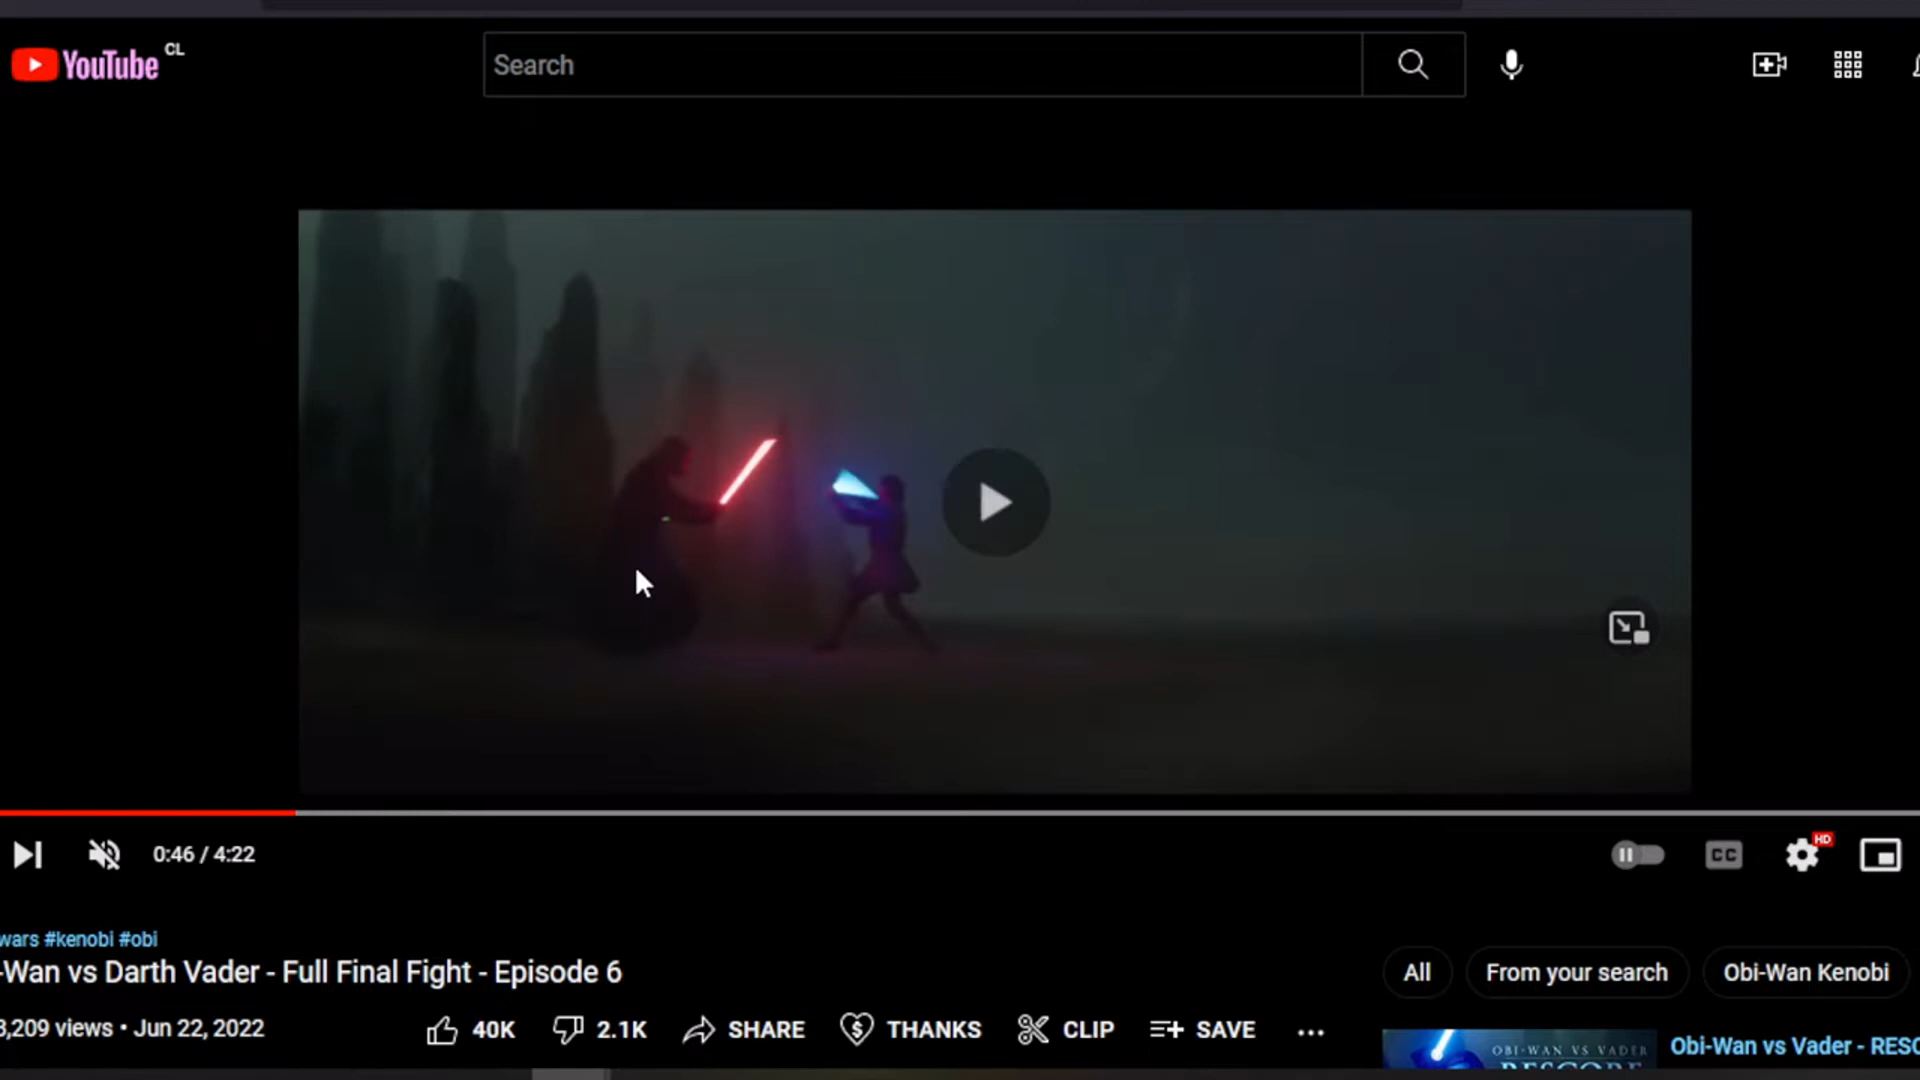 YouTube CL
Search
0:46 / 4:22
CC
HD
wars #kenobi #obi
-Wan vs Darth Vader - Full Final Fight - Episode 6
3,209 views • Jun 22, 2022
40K
2.1K
SHARE
THANKS
CLIP
SAVE
All
From your search
Obi-Wan Kenobi
OBI-WAN VS VADER
RESCORE
Obi-Wan vs Vader - RESC